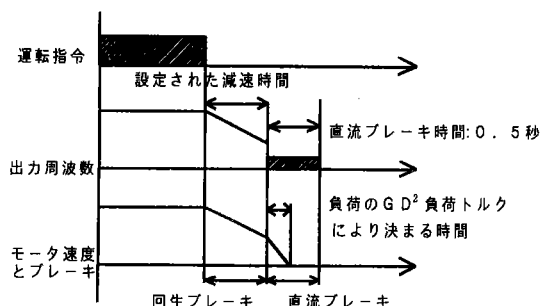 運転指令
設定された減速時間
直流ブレーキ時間:0.5秒
出力周波数
負荷のGD²負荷トルク
により決まる時間
モータ速度
とブレーキ
回生ブレーキ
直流ブレーキ